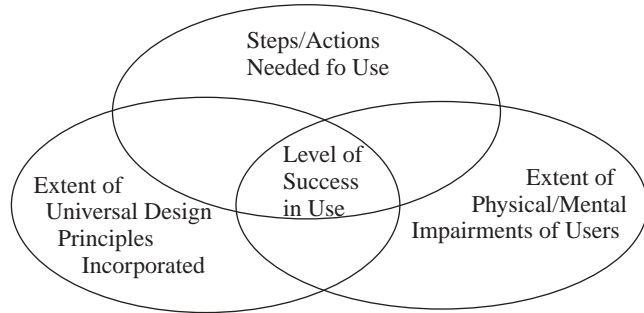 Steps/Actions
Needed fo Use
Level of
Success
in Use
Extent of
Universal Design
Principles
Incorporated
Extent of
Physical/Mental
Impairments of Users